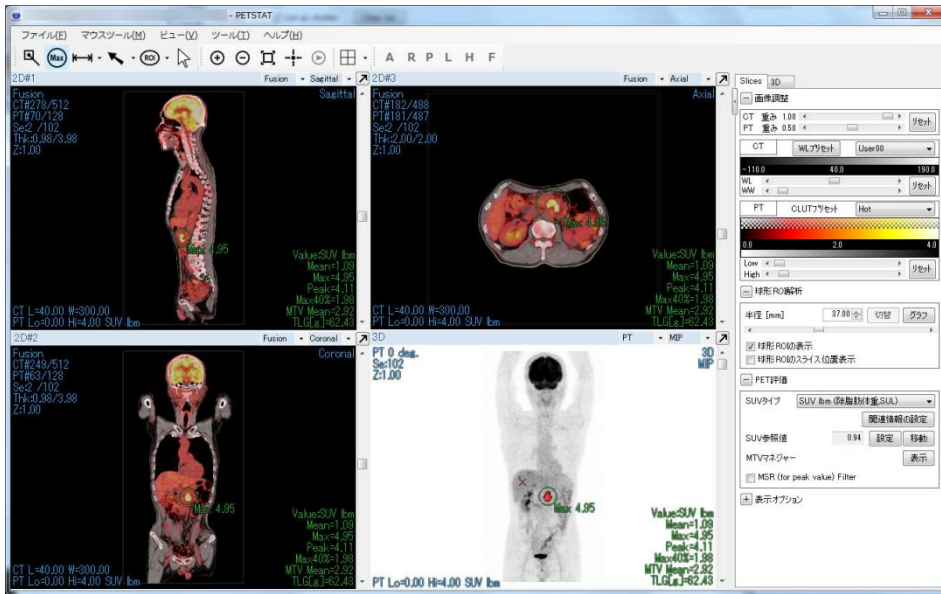 - PETSTAT
ファイル(F) マウスツール(M) ビュー(V) ツール(T) ヘルプ(H)
Max ROI A R P L H F
2D#1 Fusion Sagittal
Fusion
CT#278/512
PT#70/128
Se:2 /102
Thk:0.98/3.98
Z:1.00
Sagittal
Max 4.95
Value:SUV lbm
Mean=1.09
Max=4.95
Peak=4.11
Max40%=1.98
MTV Mean=2.92
TLG[g]=62.43
CT L=40.00 W=300.00
PT Lo=0.00 Hi=4.00 SUV lbm
2D#3 Fusion Axial
Fusion
CT#182/488
PT#181/487
Se:2 /102
Thk:2.00/2.00
Z:1.00
Axial
Max 4.95
Value:SUV lbm
Mean=1.09
Max=4.95
Peak=4.11
Max40%=1.98
MTV Mean=2.92
TLG[g]=62.43
CT L=40.00 W=300.00
PT Lo=0.00 Hi=4.00 SUV lbm
2D#2 Fusion Coronal
Fusion
CT#249/512
PT#63/128
Se:2 /102
Thk:0.98/3.98
Z:1.00
Coronal
Max 4.95
Value:SUV lbm
Mean=1.09
Max=4.95
Peak=4.11
Max40%=1.98
MTV Mean=2.92
TLG[g]=62.43
CT L=40.00 W=300.00
PT Lo=0.00 Hi=4.00 SUV lbm
3D PT MIP
PT 0 deg.
Se:102
Z:1.00
3D
MIP
Max 4.95
Value:SUV lbm
Mean=1.09
Max=4.95
Peak=4.11
Max40%=1.98
MTV Mean=2.92
TLG[g]=62.43
PT Lo=0.00 Hi=4.00 SUV lbm
Slices 3D
画像調整
CT 重み 1.00
PT 重み 0.50
リセット
CT WLプリセット User00
-110.0 40.0 190.0
WL
WW
リセット
PT CLUTプリセット Hot
0.0 2.0 4.0
Low
High
リセット
球形ROI解析
半径 [mm] 37.00 切替 グラフ
球形ROIの表示
球形ROIのスライス位置表示
PET評価
SUVタイプ SUV lbm (除脂肪体重,SUL)
関連情報の設定
SUV参照値 0.94 設定 移動
MTVマネジャー 表示
MSR (for peak value) Filter
表示オプション